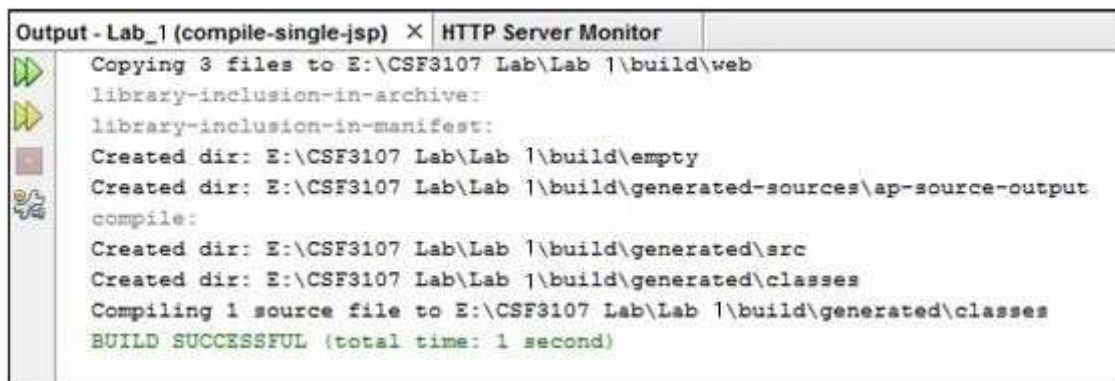 Output - Lab_1 (compile-single-jsp) × HTTP Server Monitor
Copying 3 files to E:\CSF3107 Lab\Lab 1\build\web
library-inclusion-in-archive:
library-inclusion-in-manifest:
Created dir: E:\CSF3107 Lab\Lab 1\build\empty
Created dir: E:\CSF3107 Lab\Lab 1\build\generated-sources\ap-source-output
compile:
Created dir: E:\CSF3107 Lab\Lab 1\build\generated\src
Created dir: E:\CSF3107 Lab\Lab 1\build\generated\classes
Compiling 1 source file to E:\CSF3107 Lab\Lab 1\build\generated\classes
BUILD SUCCESSFUL (total time: 1 second)